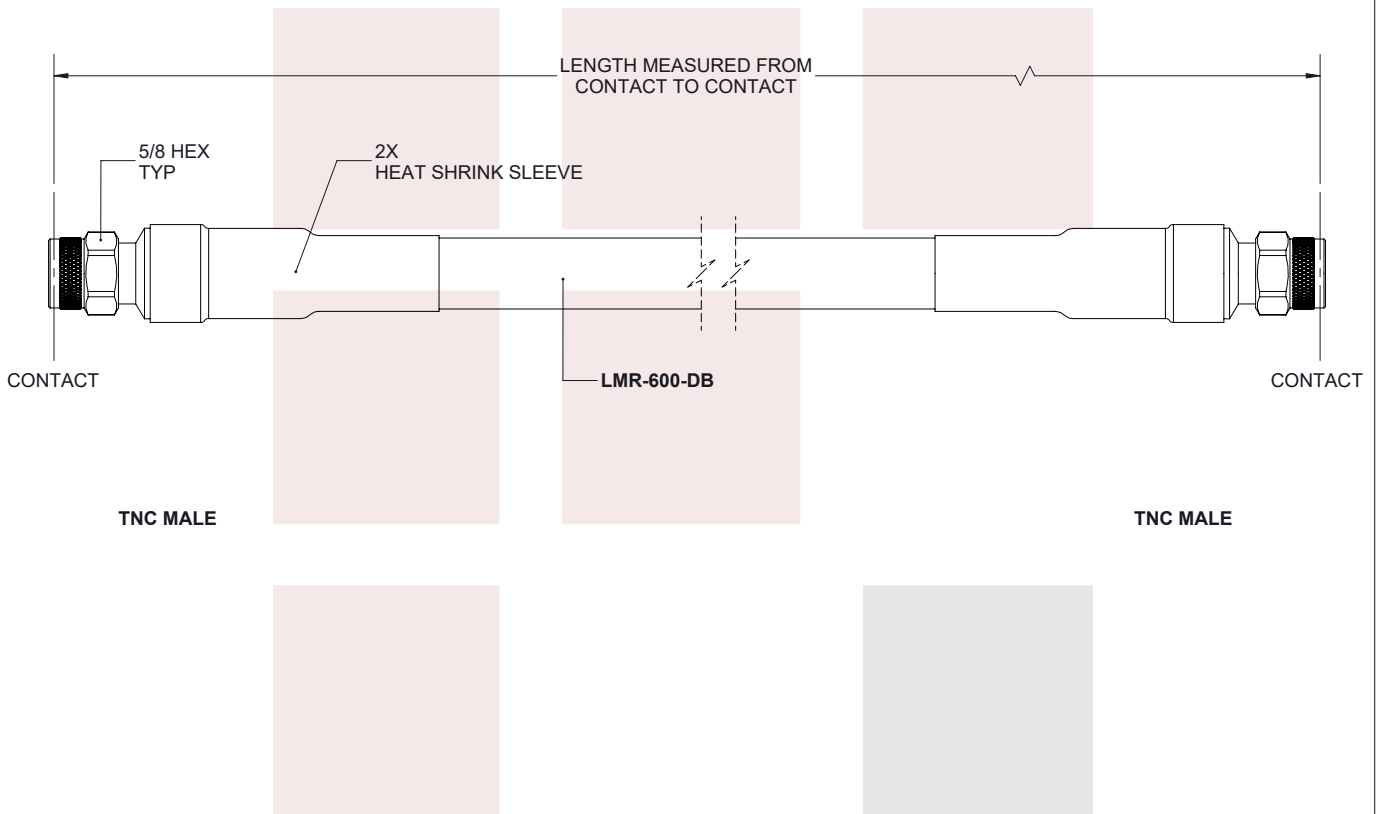 LENGTH MEASURED FROM
CONTACT TO CONTACT
5/8 HEX
TYP
2X
HEAT SHRINK SLEEVE
CONTACT
LMR-600-DB
CONTACT
TNC MALE
TNC MALE